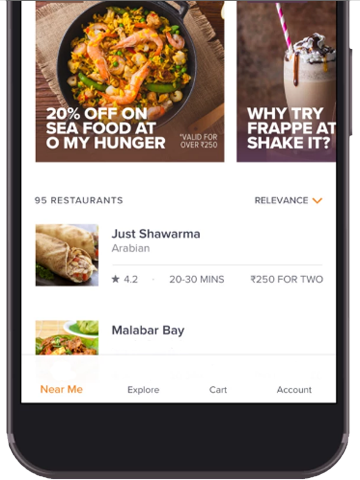 20% OFF ON
SEA FOOD AT
O MY HUNGER
*VALID FOR
OVER ₹250
WHY TRY
FRAPPE AT
SHAKE IT?
95 RESTAURANTS
RELEVANCE
Just Shawarma
Arabian
★ 4.2 · 20-30 MINS ₹250 FOR TWO
Malabar Bay
Near Me
Explore
Cart
Account